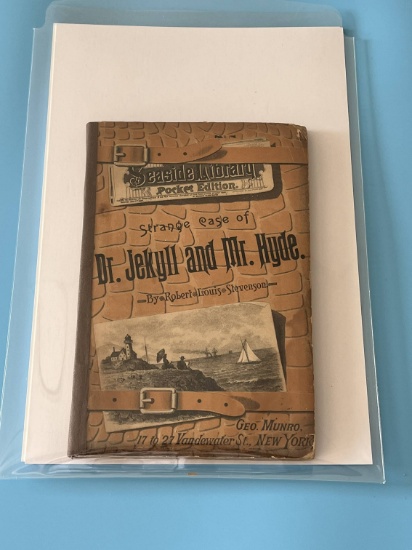 Seaside Library
Pocket Edition.
Strange Case of
Dr. Jekyll and Mr. Hyde.
By Robert Louis Stevenson
Geo. Munro.
17 to 27 Vandewater St., New York